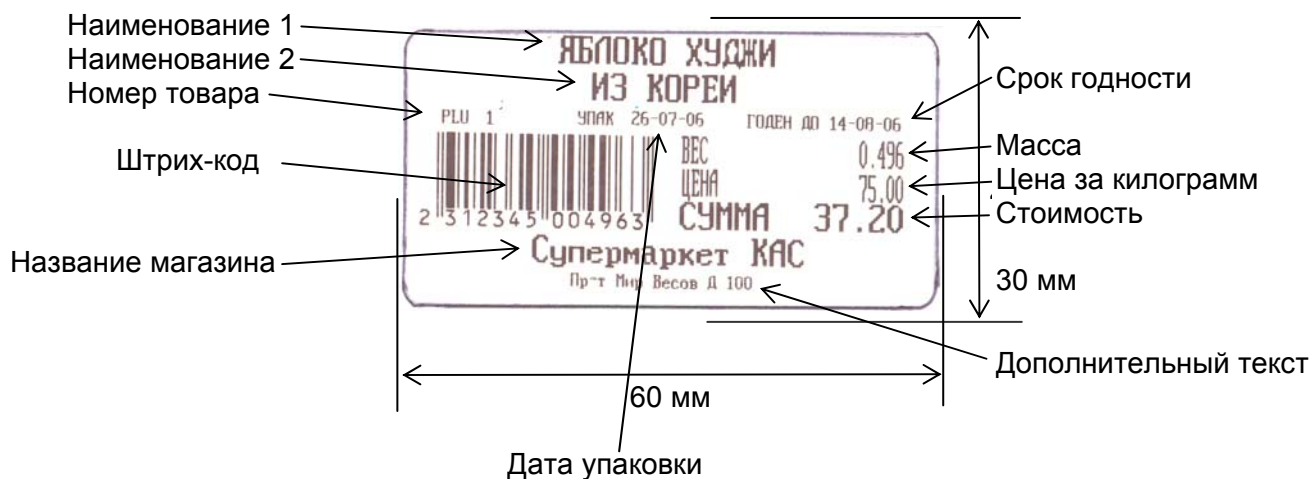 Наименование 1
Наименование 2
Номер товара
Штрих-код
Название магазина
ЯБЛОКО ХУДЖИ
ИЗ КОРЕИ
PLU 1 УПАК 26-07-06 ГОДЕН ДО 14-08-06
ВЕС 0.496
ЦЕНА 75.00
СУММА 37.20
2 312345 004963
Супермаркет КАС
Пр-т Мир Весов Д 100
Срок годности
Масса
Цена за килограмм
Стоимость
30 мм
Дополнительный текст
60 мм
Дата упаковки